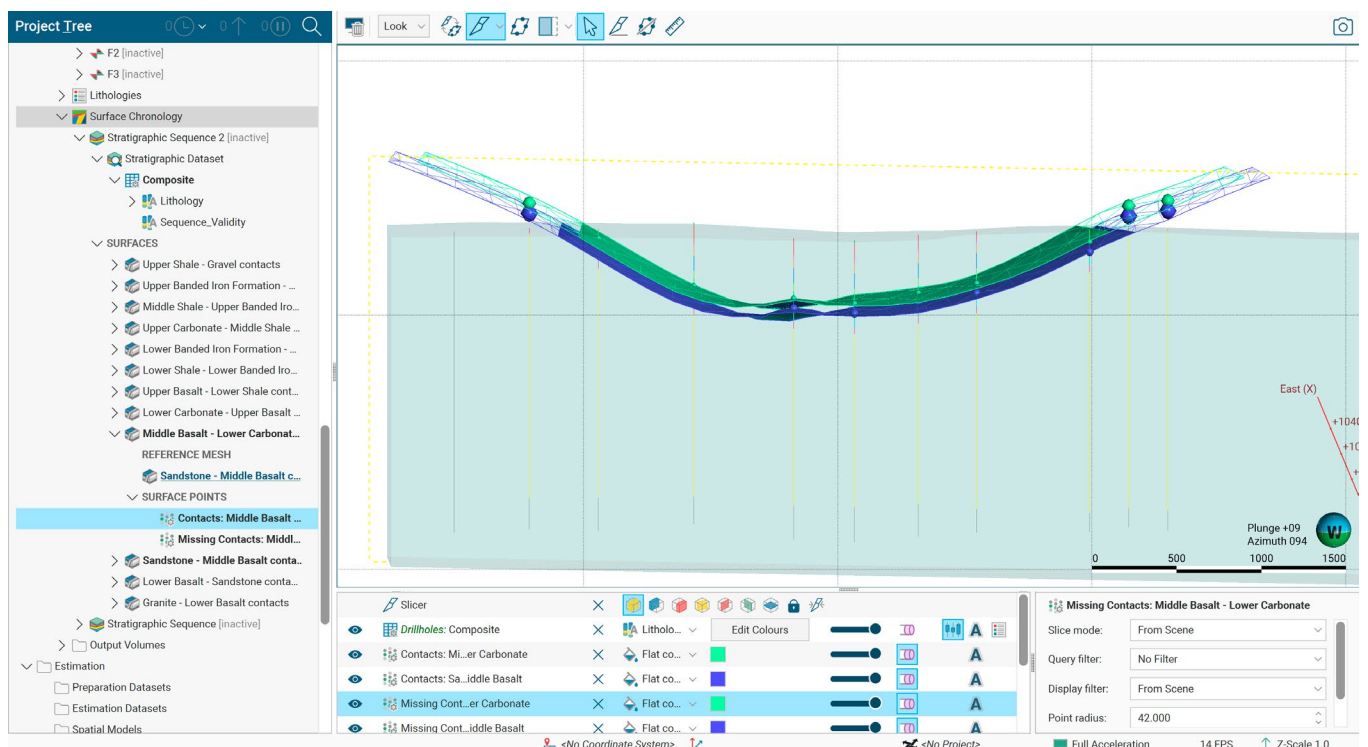 Project Tree 0 0 0
F2 [inactive]
F3 [inactive]
Lithologies
Surface Chronology
Stratigraphic Sequence 2 [inactive]
Stratigraphic Dataset
Composite
Lithology
Sequence_Validity
SURFACES
Upper Shale - Gravel contacts
Upper Banded Iron Formation - ...
Middle Shale - Upper Banded Iro...
Upper Carbonate - Middle Shale ...
Lower Banded Iron Formation - ...
Lower Shale - Lower Banded Iro...
Upper Basalt - Lower Shale cont...
Lower Carbonate - Upper Basalt ...
Middle Basalt - Lower Carbonat...
REFERENCE MESH
Sandstone - Middle Basalt c...
SURFACE POINTS
Contacts: Middle Basalt ...
Missing Contacts: Middl...
Sandstone - Middle Basalt conta..
Lower Basalt - Sandstone conta...
Granite - Lower Basalt contacts
Stratigraphic Sequence [inactive]
Output Volumes
Estimation
Preparation Datasets
Estimation Datasets
Spatial Models
Look
East (X)
+1040
+10
+
Plunge +09
Azimuth 094
W
0 500 1000 1500
Slicer
Drillholes: Composite Litholo... Edit Colours A
Contacts: Mi...er Carbonate Flat co... A
Contacts: Sa...iddle Basalt Flat co... A
Missing Cont...er Carbonate Flat co... A
Missing Cont...iddle Basalt Flat co... A
Missing Contacts: Middle Basalt - Lower Carbonate
Slice mode: From Scene
Query filter: No Filter
Display filter: From Scene
Point radius: 42.000
<No Coordinate System> <No Project> Full Acceleration 14 FPS Z-Scale 1.0